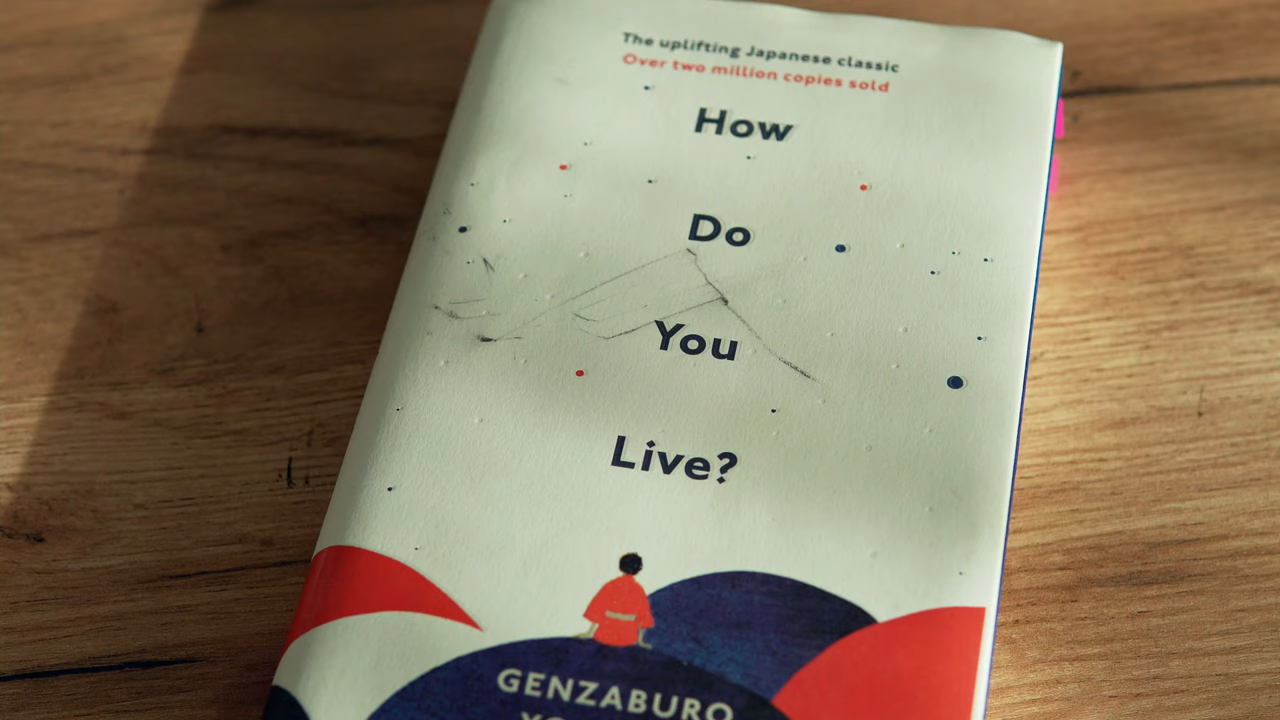 The uplifting Japanese classic
Over two million copies sold
How
Do
You
Live?
GENZABURO